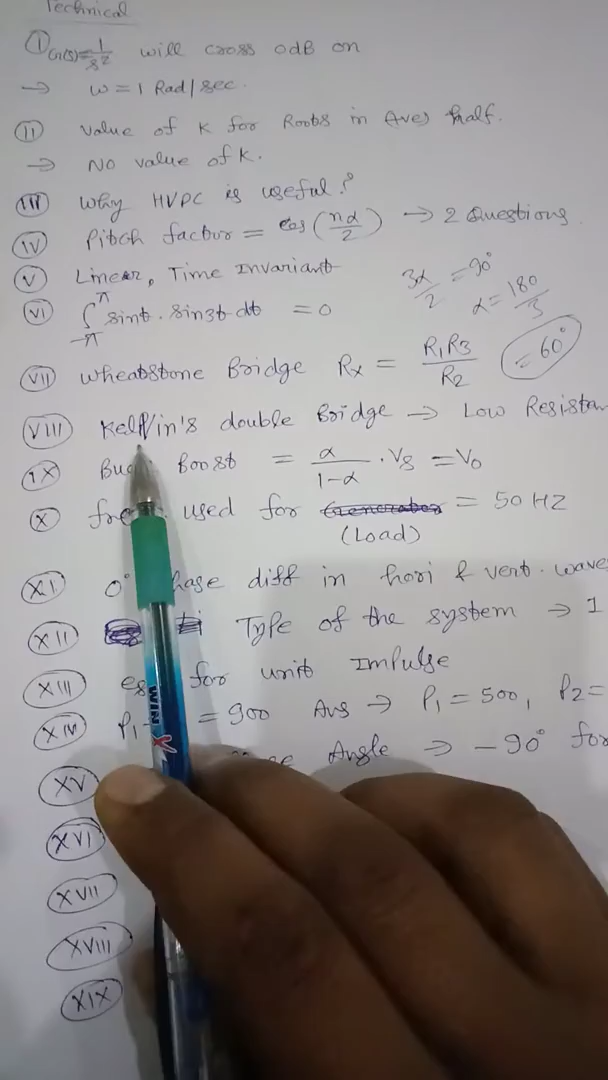 Technical
① G(s)=1/s² will cross 0dB on
→ ω = 1 Rad/sec.
II Value of K for Roots in half.
→ No value of K.
III Why HVDC is useful?
IV Pitch factor = cos(nα/2) → 2 Questions.
V Linear, Time Invariant
3α/2 = 90°
α = 180/3
= 60°
VI ∫_{-π}^{π} sint. sin3t dt = 0
VII Wheatstone Bridge Rx = R1R3/R2
VIII Kelvin's double Bridge → Low Resistan
IX Boost = α/1-α . Vs = Vo
X used for = 50 HZ
(Load)
XI 0° hase diff in hori & vert. wave
XII Type of the system → 1
XIII for unit Impulse
XIV P1 = 900 Ans → P1 = 500, P2 =
XV Angle ⇒ -90° for
XVI
XVII
XVIII
XIX
WIN